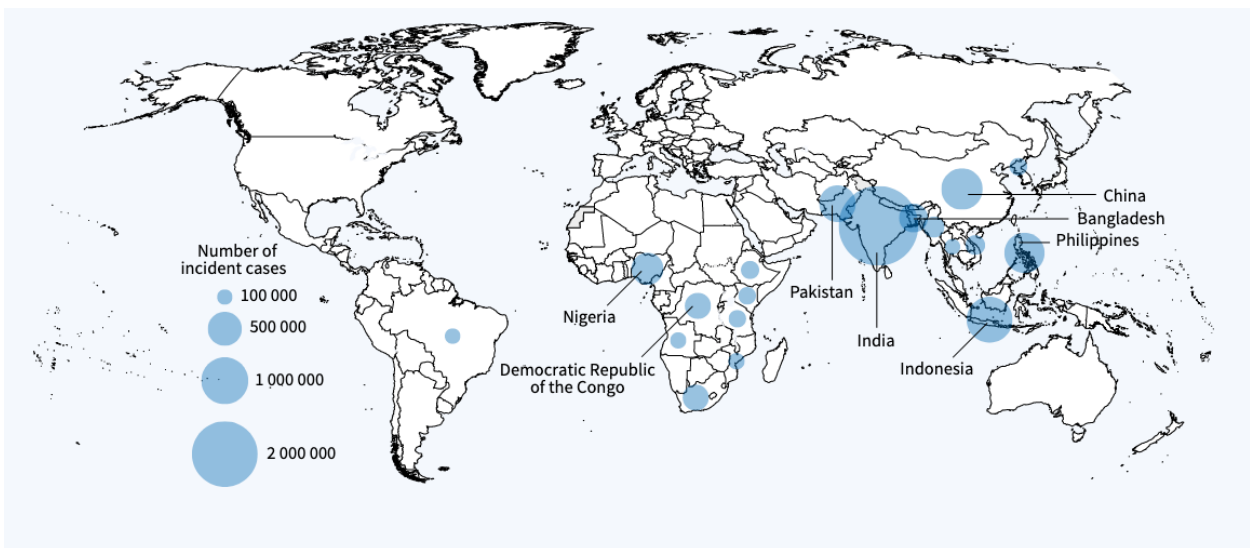 China
Bangladesh
Philippines
Number of
incident cases
100 000
Pakistan
500 000
Nigeria
India
Indonesia
Democratic Republic
of the Congo
1 000 000
2 000 000